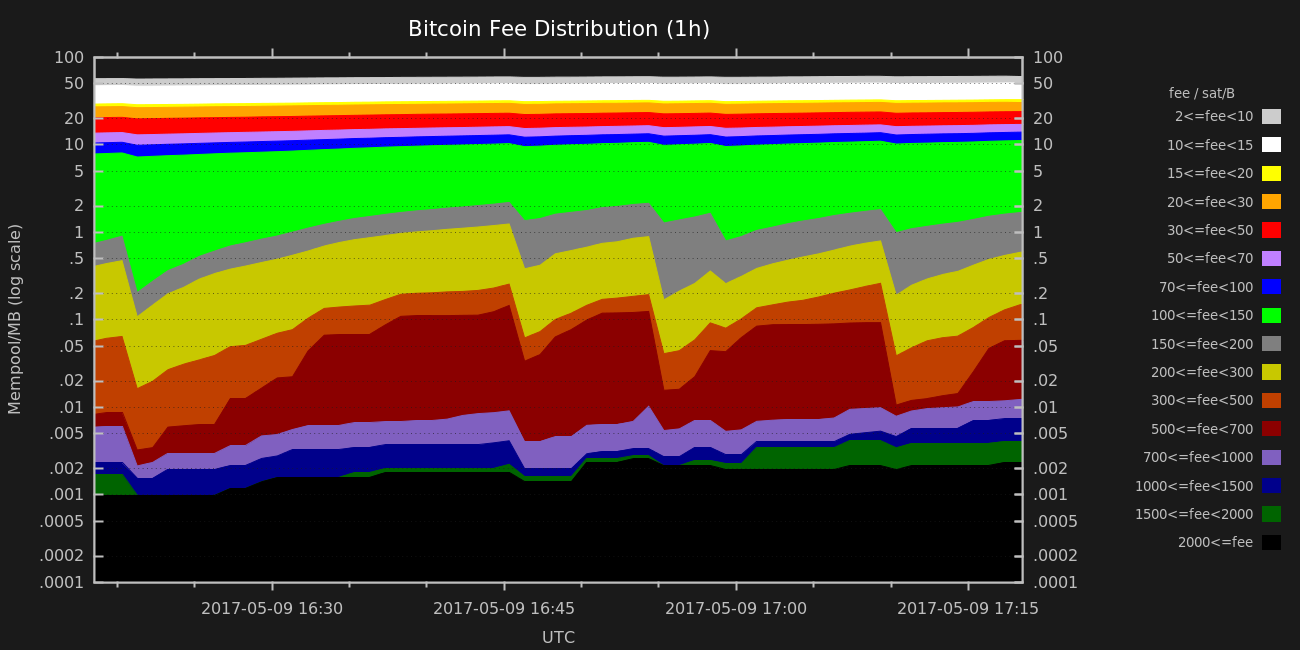 Bitcoin Fee Distribution (1h)
100
50
20
10
5
2
1
.5
.2
.1
.05
.02
.01
.005
.002
.001
.0005
.0002
.0001
Mempool/MB (log scale)
100
50
20
10
5
2
1
.5
.2
.1
.05
.02
.01
.005
.002
.001
.0005
.0002
.0001
2017-05-09 16:30 2017-05-09 16:45 2017-05-09 17:00 2017-05-09 17:15
UTC
fee / sat/B
2<=fee<10
10<=fee<15
15<=fee<20
20<=fee<30
30<=fee<50
50<=fee<70
70<=fee<100
100<=fee<150
150<=fee<200
200<=fee<300
300<=fee<500
500<=fee<700
700<=fee<1000
1000<=fee<1500
1500<=fee<2000
2000<=fee